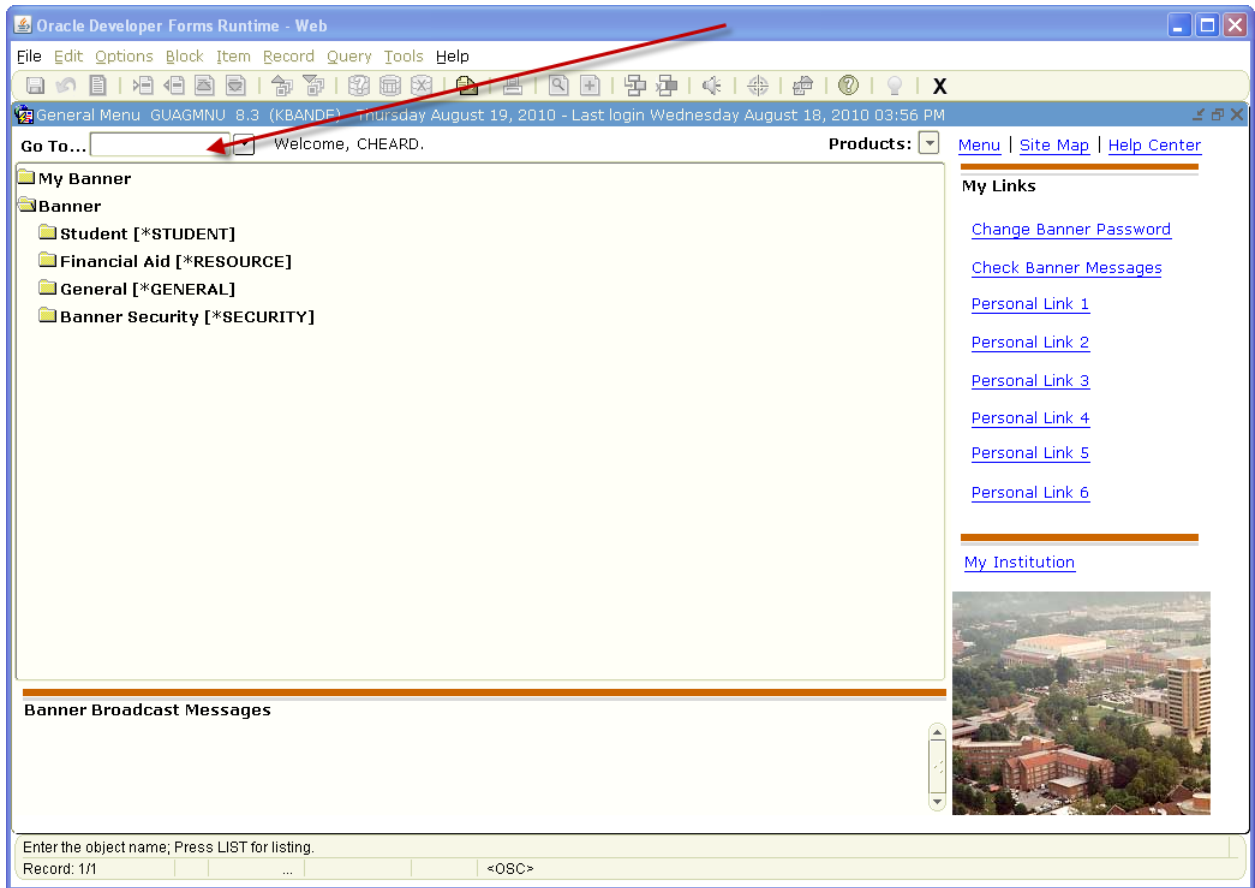 Oracle Developer Forms Runtime - Web
File Edit Options Block Item Record Query Tools Help
General Menu GUAGMNU 8.3 (KBANDE) Thursday August 19, 2010 - Last login Wednesday August 18, 2010 03:56 PM
Go To... Welcome, CHEARD. Products: Menu | Site Map | Help Center
My Banner
Banner
Student [*STUDENT]
Financial Aid [*RESOURCE]
General [*GENERAL]
Banner Security [*SECURITY]
My Links
Change Banner Password
Check Banner Messages
Personal Link 1
Personal Link 2
Personal Link 3
Personal Link 4
Personal Link 5
Personal Link 6
My Institution
Banner Broadcast Messages
Enter the object name; Press LIST for listing.
Record: 1/1 ... <OSC>